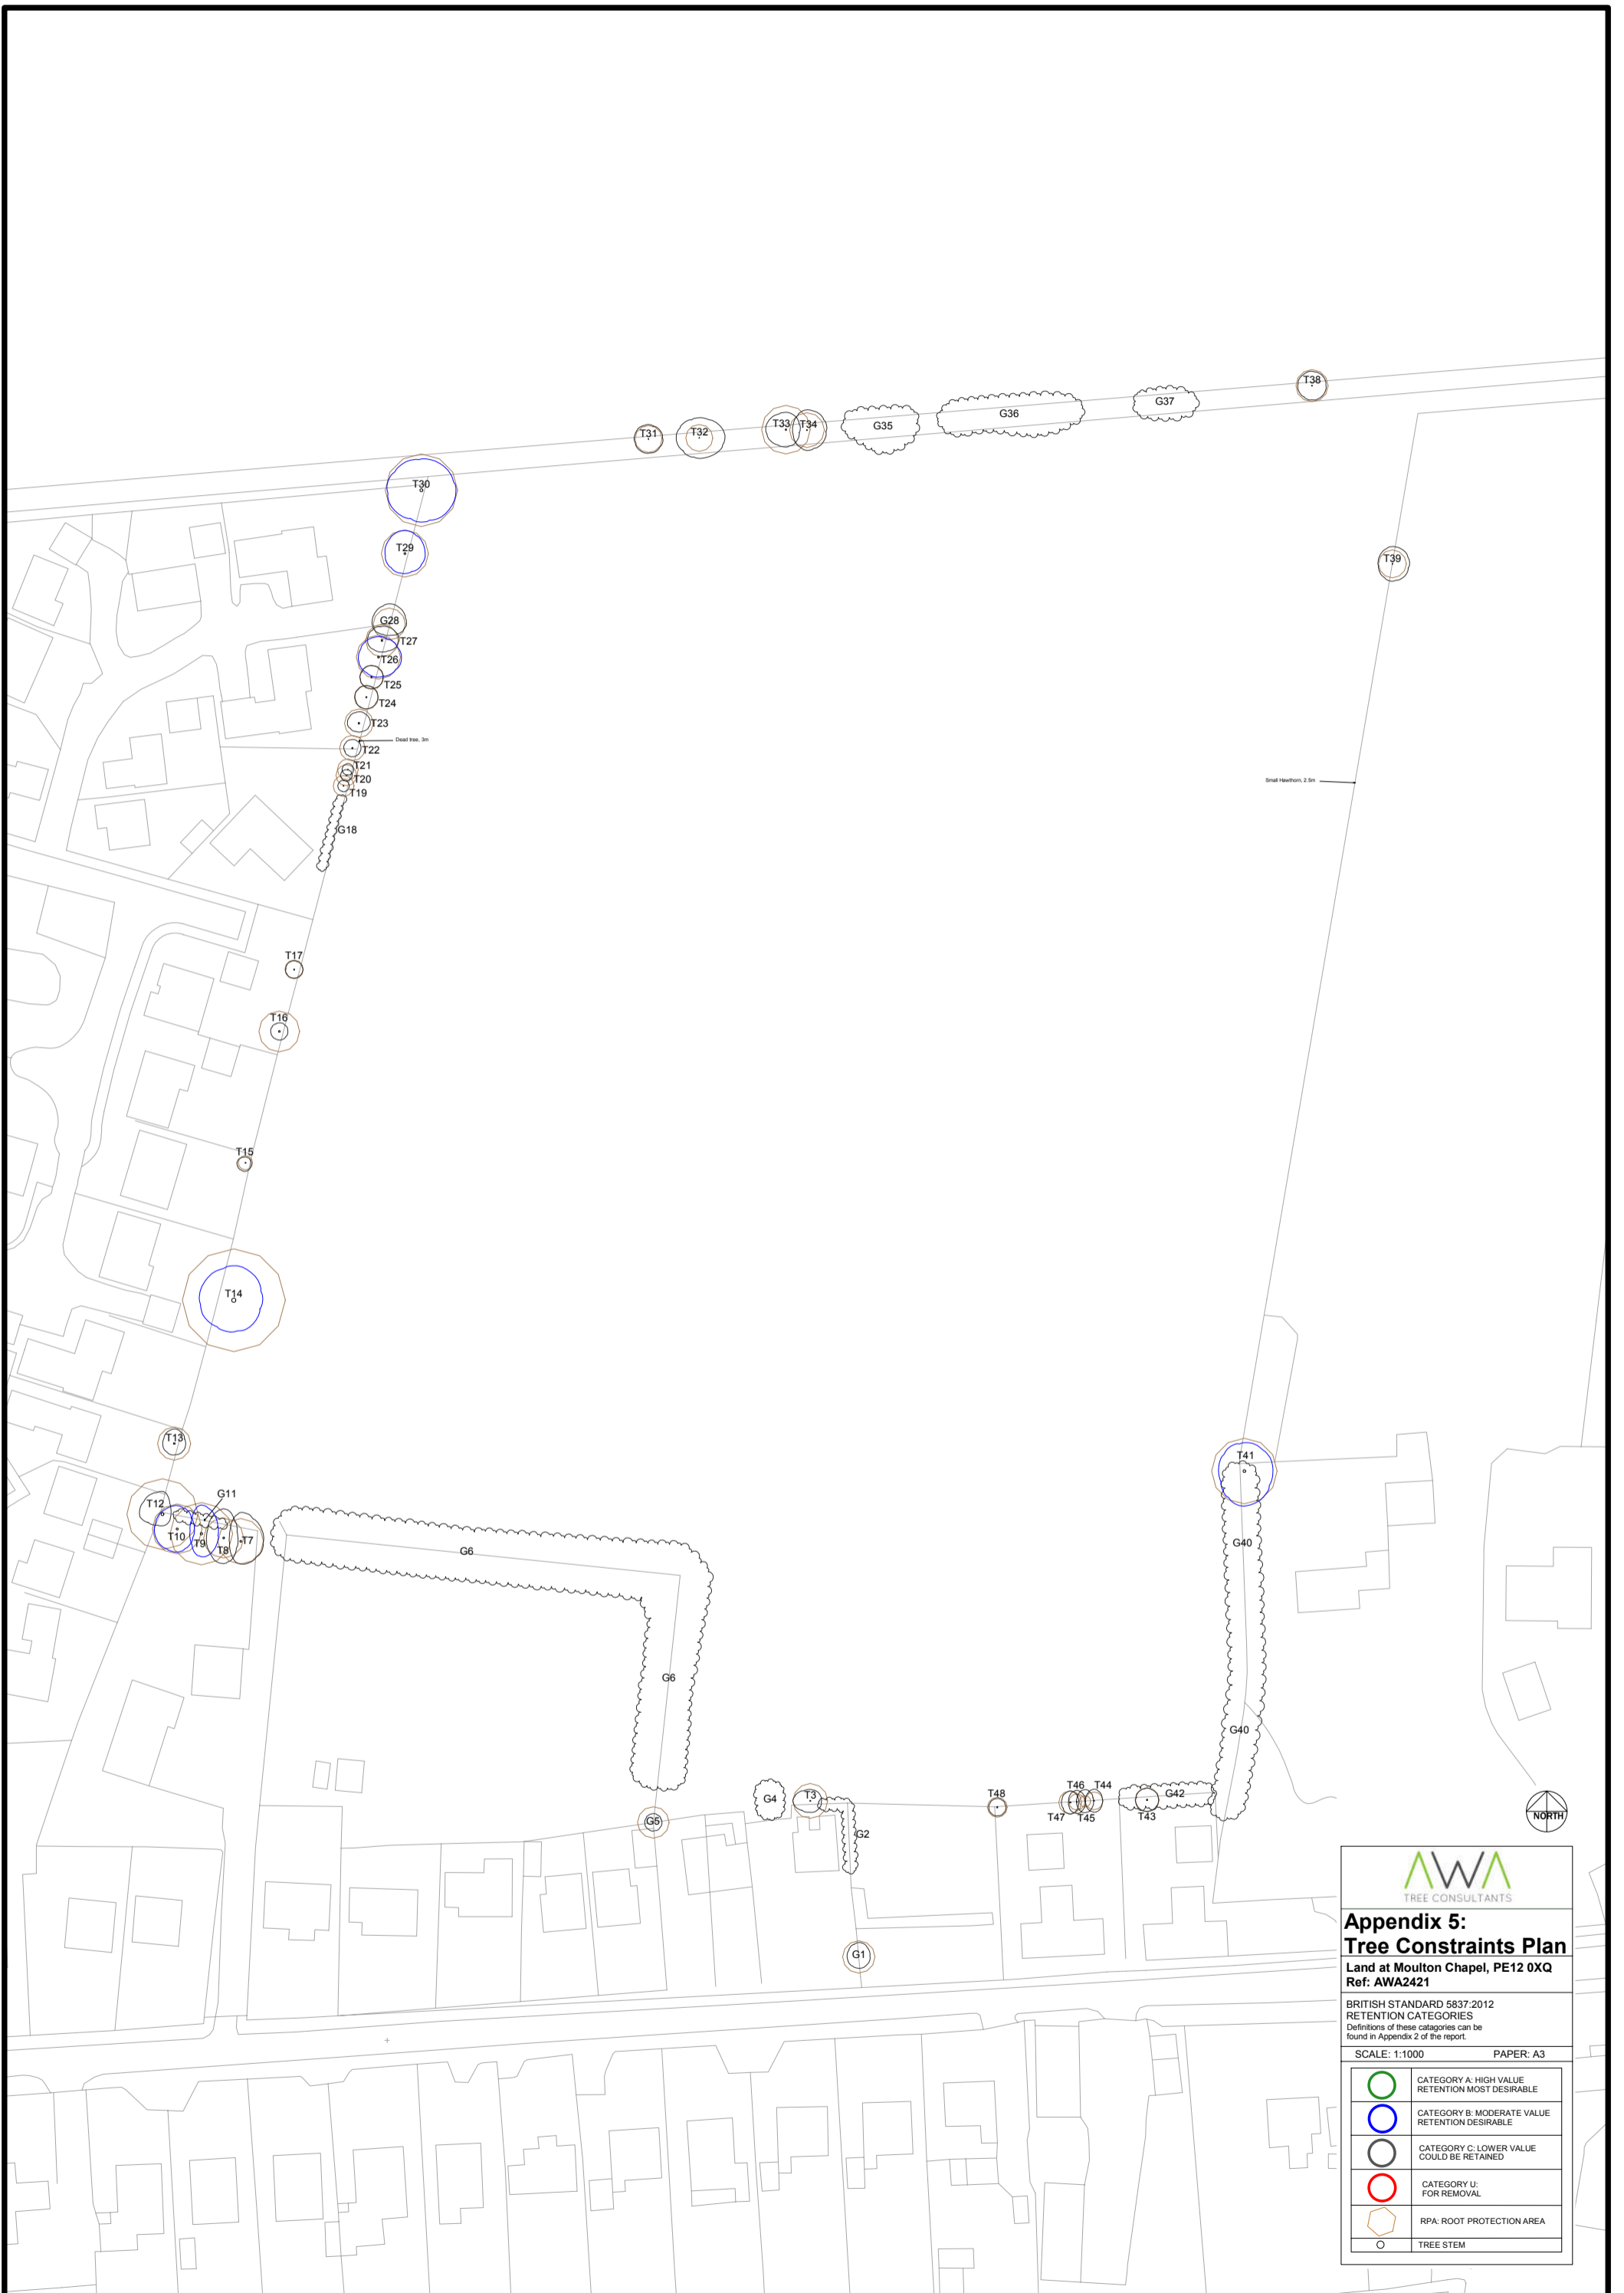 T38
G37
G36
G35
T34
T33
T32
T31
T30
T29
T39
G28
T27
T26
T25
T24
T23
Dead tree, 3m
T22
T21
T20
T19
Small Hawthorn, 2.5m
G18
T17
T16
T15
T14
T13
T41
G11
T12
T10
T9
T8
T7
G6
G40
G6
G40
T48
T46
T44
T47
T45
G42
T43
G4
T3
G5
G2
G1
NORTH
AWA
TREE CONSULTANTS
Appendix 5:
Tree Constraints Plan
Land at Moulton Chapel, PE12 0XQ
Ref: AWA2421
BRITISH STANDARD 5837:2012
RETENTION CATEGORIES
Definitions of these catagories can be
found in Appendix 2 of the report.
SCALE: 1:1000 PAPER: A3
CATEGORY A: HIGH VALUE
RETENTION MOST DESIRABLE
CATEGORY B: MODERATE VALUE
RETENTION DESIRABLE
CATEGORY C: LOWER VALUE
COULD BE RETAINED
CATEGORY U:
FOR REMOVAL
RPA: ROOT PROTECTION AREA
TREE STEM